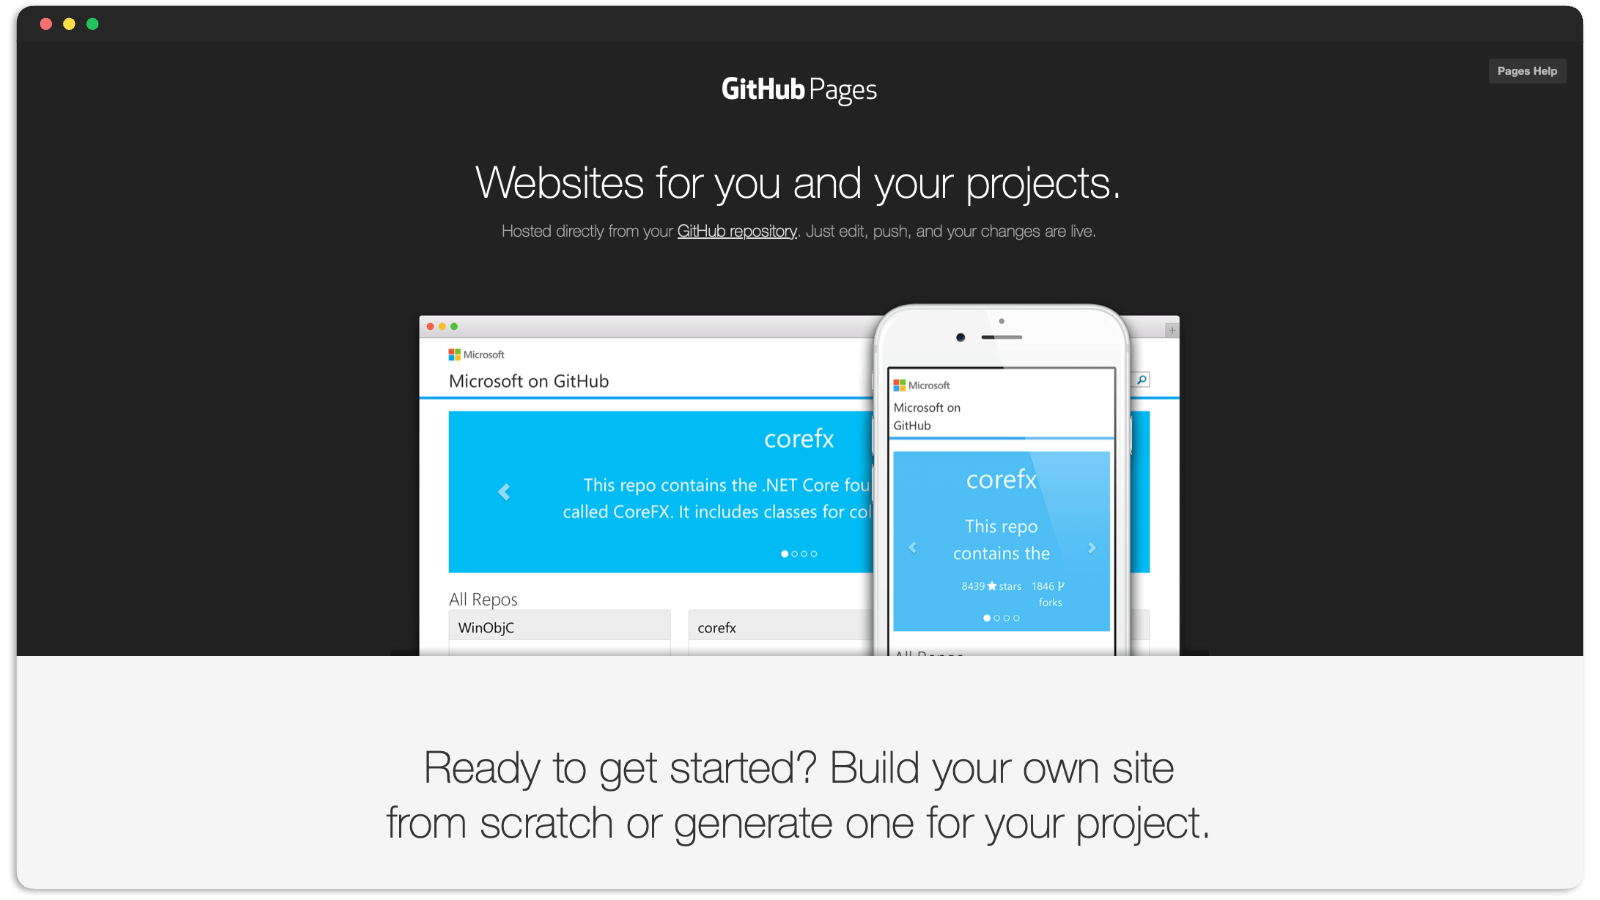 Pages Help
GitHub Pages
Websites for you and your projects.
Hosted directly from your GitHub repository. Just edit, push, and your changes are live.
Microsoft
Microsoft on GitHub
corefx
This repo contains the .NET Core fou
called CoreFX. It includes classes for col
All Repos
WinObjC
corefx
Microsoft
Microsoft on
GitHub
corefx
This repo
contains the
8439 stars 1846
forks
All Repos
Ready to get started? Build your own site
from scratch or generate one for your project.